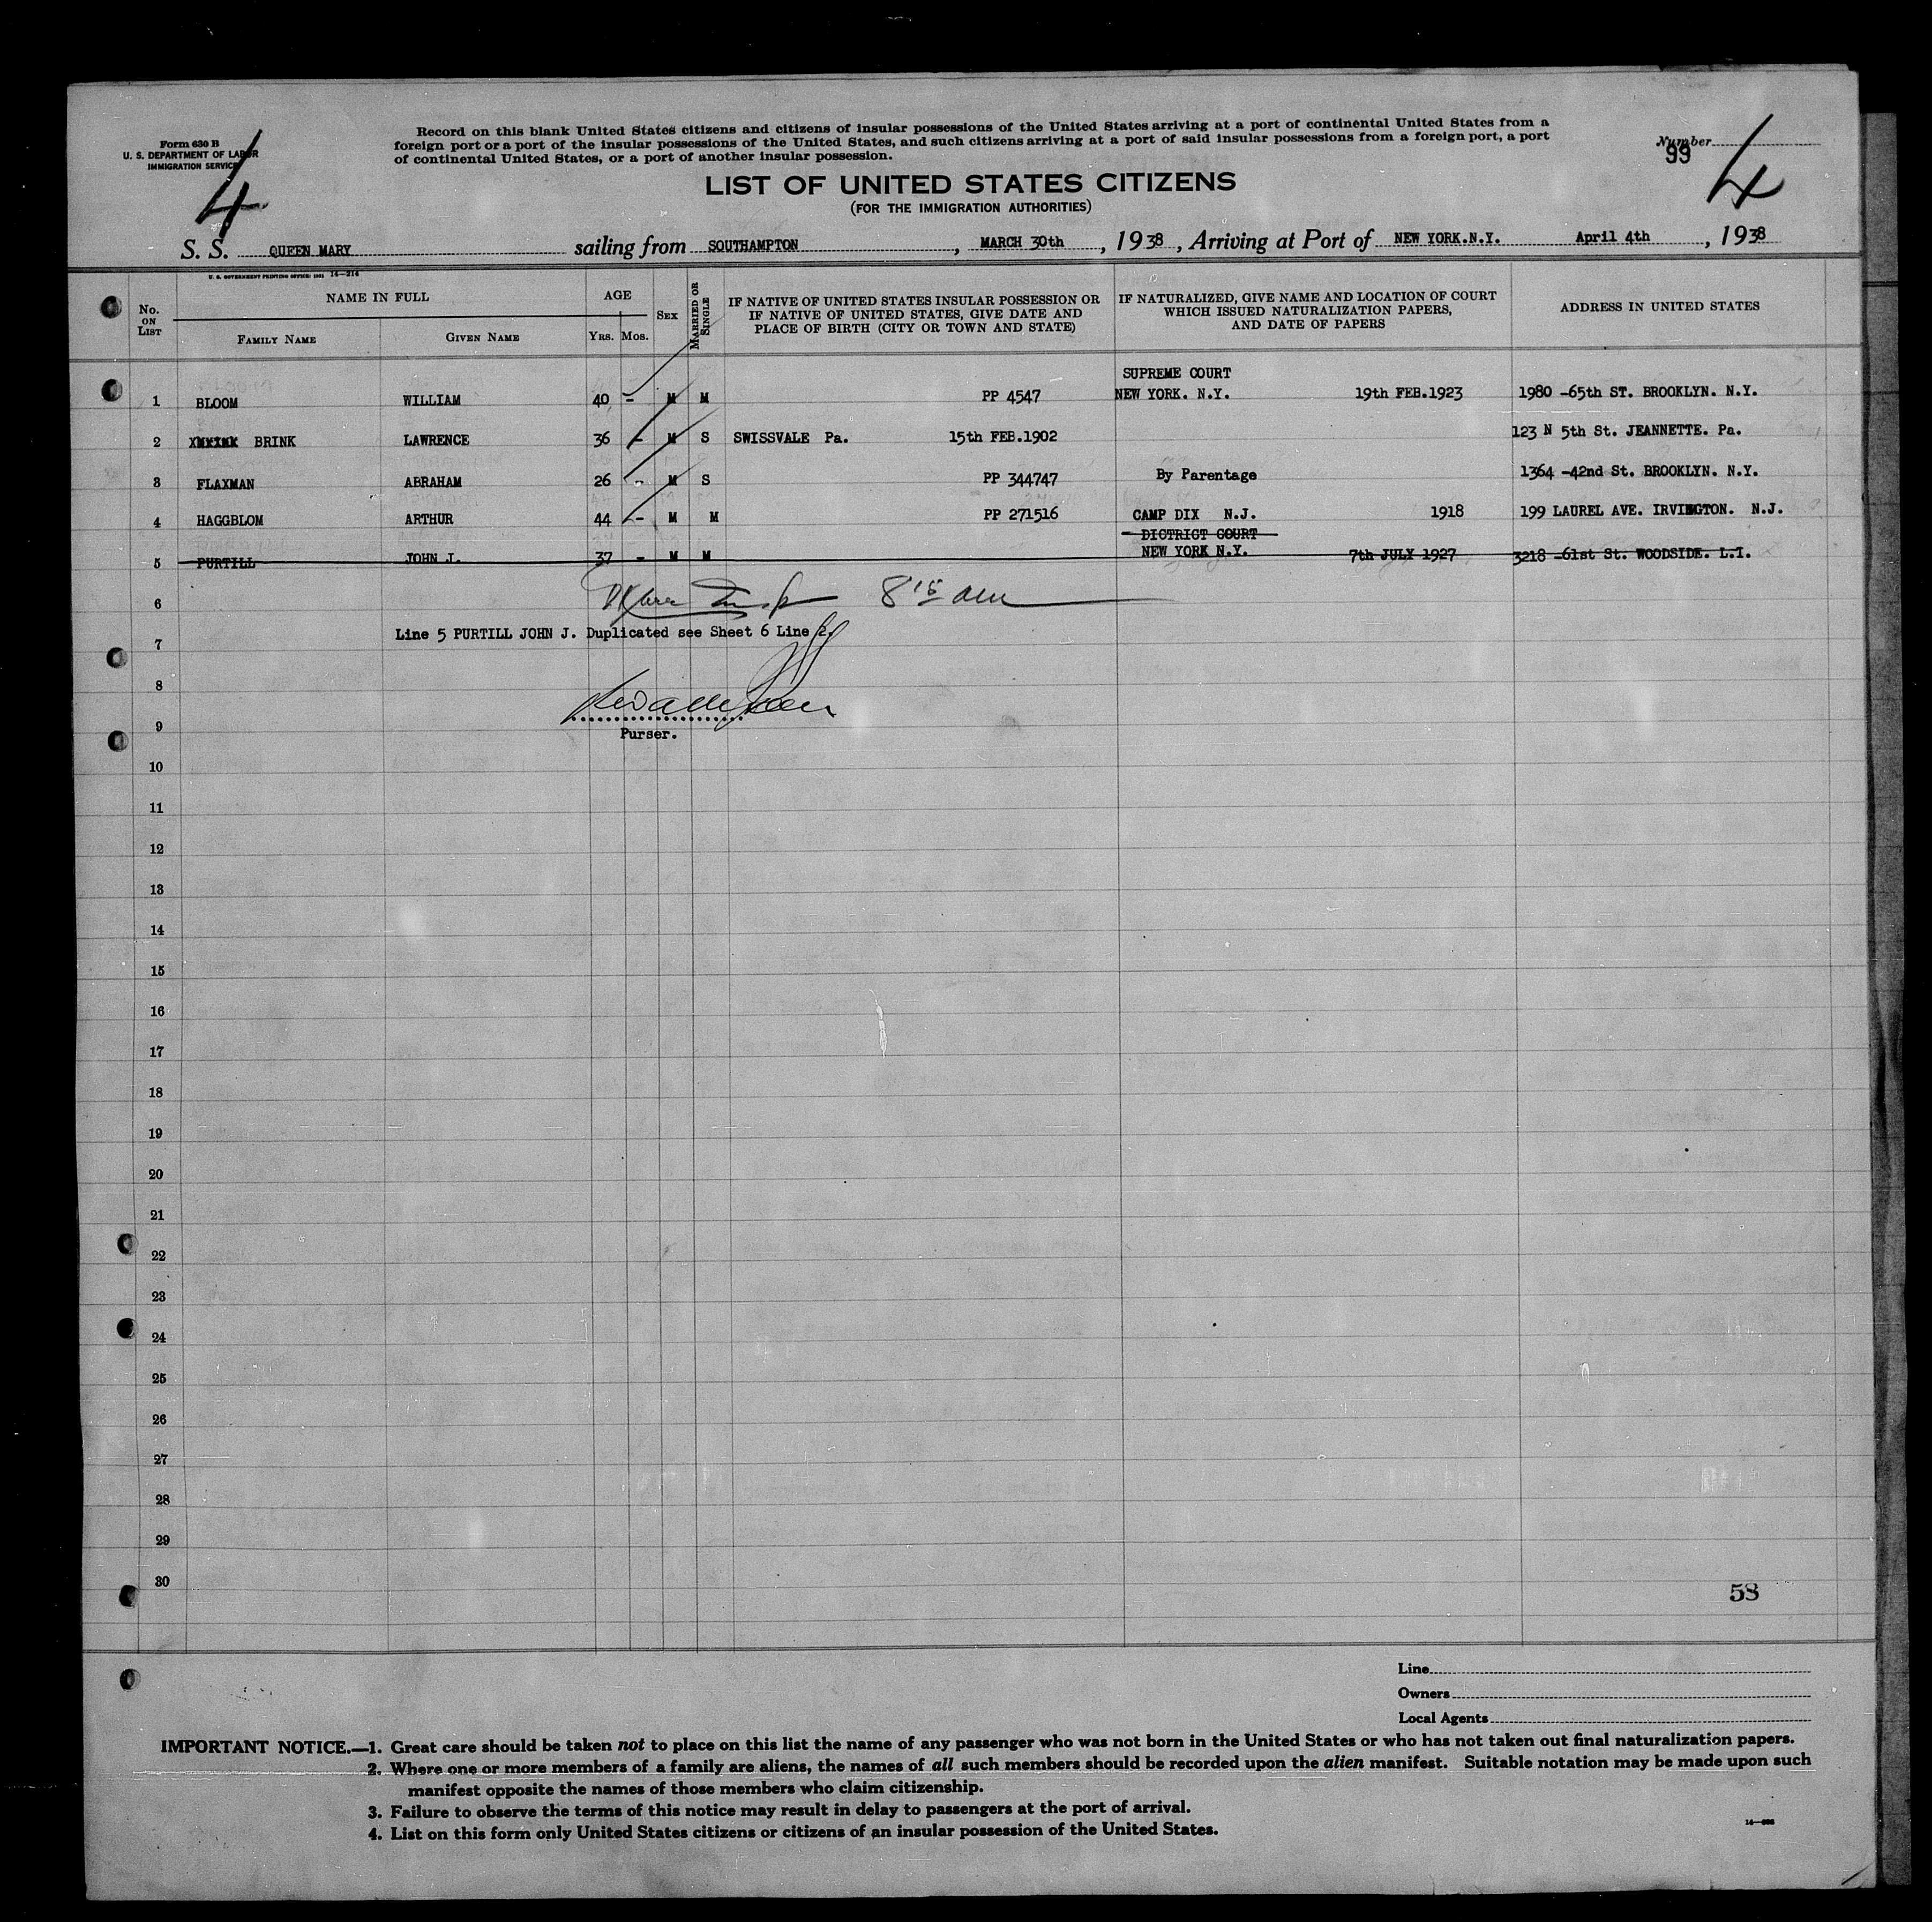 Form 630 B
U. S. DEPARTMENT OF LABOR
IMMIGRATION SERVICE
4
Record on this blank United States citizens and citizens of insular possessions of the United States arriving at a port of continental United States from a
foreign port or a port of the insular possessions of the United States, and such citizens arriving at a port of said insular possessions from a foreign port, a port
of continental United States, or a port of another insular possession.
Number
99
4
LIST OF UNITED STATES CITIZENS
(FOR THE IMMIGRATION AUTHORITIES)
S. S. QUEEN MARY sailing from SOUTHAMPTON, MARCH 30th, 1938, Arriving at Port of NEW YORK.N.Y. April 4th, 1938
U. S. GOVERNMENT PRINTING OFFICE: 1931 14—214
No. ON LIST
NAME IN FULL
FAMILY NAME
GIVEN NAME
AGE
YRS. MOS.
SEX
MARRIED OR SINGLE
IF NATIVE OF UNITED STATES INSULAR POSSESSION OR
IF NATIVE OF UNITED STATES, GIVE DATE AND
PLACE OF BIRTH (CITY OR TOWN AND STATE)
IF NATURALIZED, GIVE NAME AND LOCATION OF COURT
WHICH ISSUED NATURALIZATION PAPERS,
AND DATE OF PAPERS
ADDRESS IN UNITED STATES
SUPREME COURT
1 BLOOM WILLIAM 40 - M M PP 4547 NEW YORK. N.Y. 19th FEB.1923 1980 -65th ST. BROOKLYN. N.Y.
2 BRINK LAWRENCE 36 - M S SWISSVALE Pa. 15th FEB.1902 123 N 5th St. JEANNETTE. Pa.
3 FLAXMAN ABRAHAM 26 - M S PP 344747 By Parentage 1364 -42nd St. BROOKLYN. N.Y.
4 HAGGBLOM ARTHUR 44 - M M PP 271516 CAMP DIX N.J. 1918 199 LAUREL AVE. IRVINGTON. N.J.
DICTRICT COURT
5 PURTILL JOHN J. 37 - M M NEW YORK N.Y. 7th JULY 1927 3218 -61st St. WOODSIDE. L.I.
6
8 15 am
Line 5 PURTILL JOHN J. Duplicated see Sheet 6 Line 2.
7
8
9
Purser.
10
11
12
13
14
15
16
17
18
19
20
21
22
23
24
25
26
27
28
29
30
58
Line
Owners
Local Agents
IMPORTANT NOTICE.—1. Great care should be taken not to place on this list the name of any passenger who was not born in the United States or who has not taken out final naturalization papers.
2. Where one or more members of a family are aliens, the names of all such members should be recorded upon the alien manifest. Suitable notation may be made upon such
manifest opposite the names of those members who claim citizenship.
3. Failure to observe the terms of this notice may result in delay to passengers at the port of arrival.
4. List on this form only United States citizens or citizens of an insular possession of the United States.